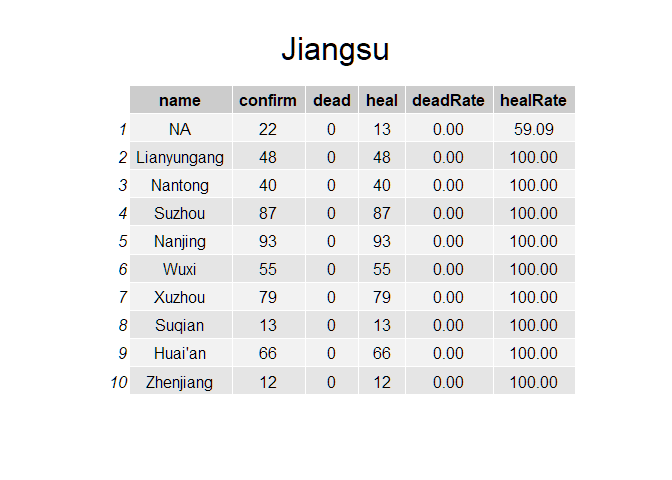 Jiangsu
name confirm dead heal deadRate healRate
1 NA 22 0 13 0.00 59.09
2 Lianyungang 48 0 48 0.00 100.00
3 Nantong 40 0 40 0.00 100.00
4 Suzhou 87 0 87 0.00 100.00
5 Nanjing 93 0 93 0.00 100.00
6 Wuxi 55 0 55 0.00 100.00
7 Xuzhou 79 0 79 0.00 100.00
8 Suqian 13 0 13 0.00 100.00
9 Huai'an 66 0 66 0.00 100.00
10 Zhenjiang 12 0 12 0.00 100.00